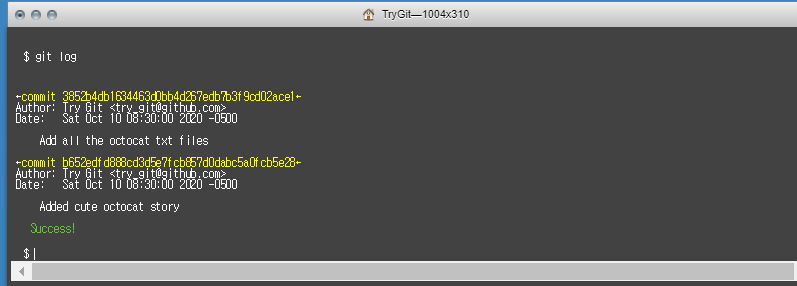 TryGit—1004x310
$ git log
←commit 3852b4db1634463d0bb4d267edb7b3f9cd02ace1←
Author: Try Git <try_git@github.com>
Date: Sat Oct 10 08:30:00 2020 -0500
Add all the octocat txt files
←commit b652edfd888cd3d5e7fcb857d0dabc5a0fcb5e28←
Author: Try Git <try_git@github.com>
Date: Sat Oct 10 08:30:00 2020 -0500
Added cute octocat story
Success!
$